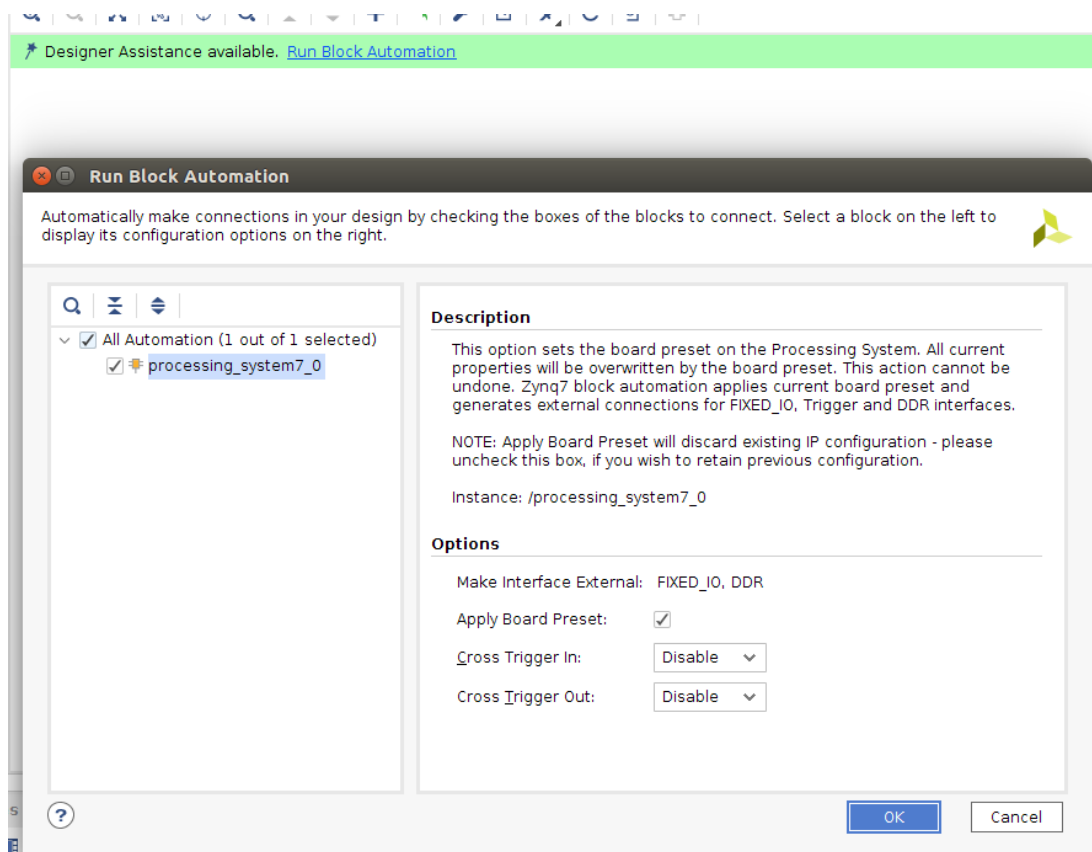 Designer Assistance available. Run Block Automation
Run Block Automation
Automatically make connections in your design by checking the boxes of the blocks to connect. Select a block on the left to
display its configuration options on the right.
All Automation (1 out of 1 selected)
processing_system7_0
Description
This option sets the board preset on the Processing System. All current
properties will be overwritten by the board preset. This action cannot be
undone. Zynq7 block automation applies current board preset and
generates external connections for FIXED_IO, Trigger and DDR interfaces.
NOTE: Apply Board Preset will discard existing IP configuration - please
uncheck this box, if you wish to retain previous configuration.
Instance: /processing_system7_0
Options
Make Interface External: FIXED_IO, DDR
Apply Board Preset:
Cross Trigger In: Disable
Cross Trigger Out: Disable
s
?
OK
Cancel